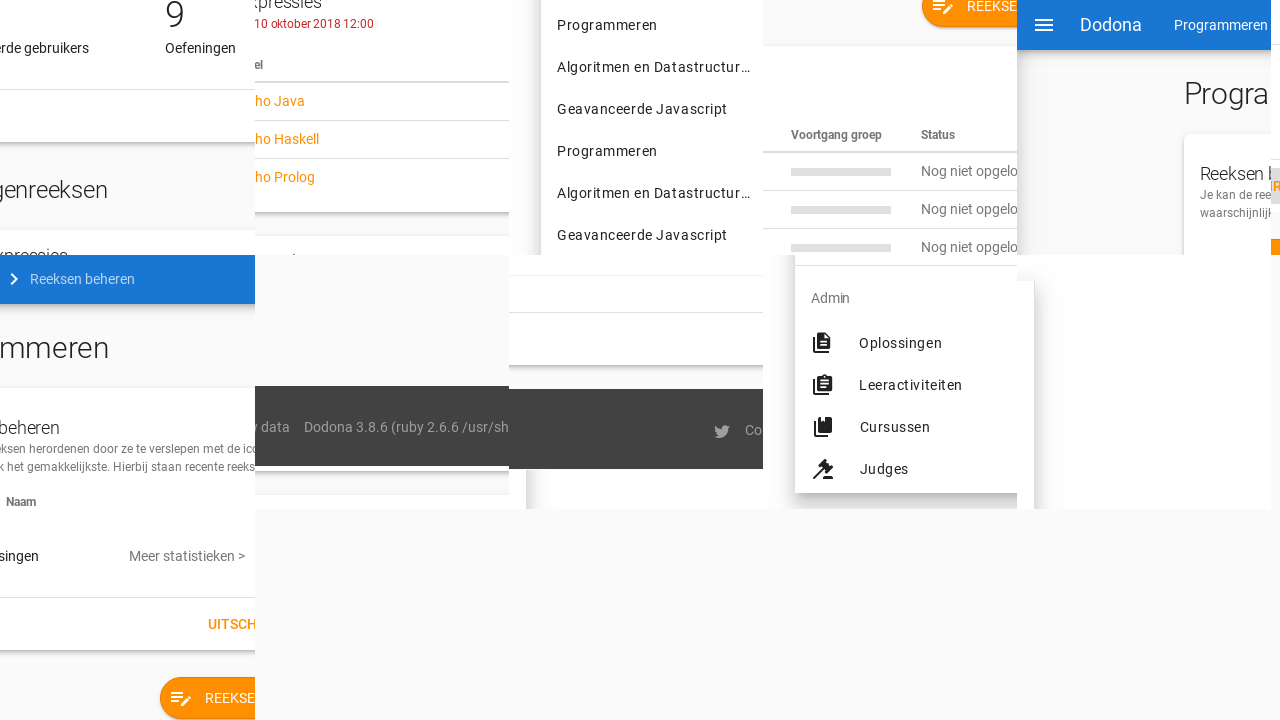 9
Oefeningen
10 oktober 2018 12:00
ho Java
ho Haskell
ho Prolog
Programmeren
Algoritmen en Datastructur…
Geavanceerde Javascript
Programmeren
Algoritmen en Datastructur…
Geavanceerde Javascript
REEKSE
Voortgang groep
Status
Nog niet opgelo
Nog niet opgelo
Nog niet opgelo
Dodona
Programmeren
Progra
Reeksen b
Je kan de ree
waarschijnlijk
erde gebruikers
genreeksen
Reeksen beheren
mmeren
beheren
eksen herordenen door ze te verslepen met de ico
k het gemakkelijkste. Hierbij staan recente reeks
Naam
singen
Meer statistieken >
UITSCH
REEKSE
y data
Dodona 3.8.6 (ruby 2.6.6 /usr/sh
Co
Admin
Oplossingen
Leeractiviteiten
Cursussen
Judges